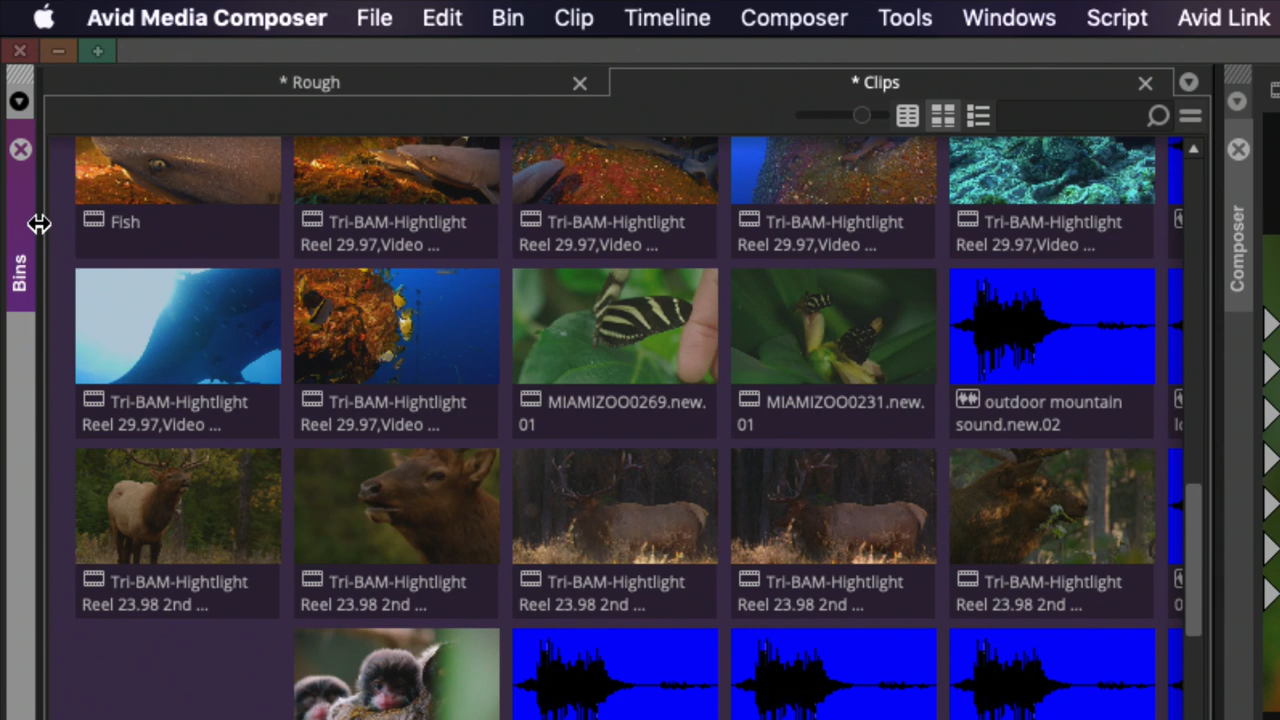 Avid Media Composer File Edit Bin Clip Timeline Composer Tools Windows Script Avid Link
* Rough
* Clips
Bins
Composer
Fish
Tri-BAM-Hightlight
Reel 29.97,Video ...
Tri-BAM-Hightlight
Reel 29.97,Video ...
Tri-BAM-Hightlight
Reel 29.97,Video ...
Tri-BAM-Hightlight
Reel 29.97,Video ...
Tri-BAM-Hightlight
Reel 29.97,Video ...
Tri-BAM-Hightlight
Reel 29.97,Video ...
MIAMIZOO0269.new.
01
MIAMIZOO0231.new.
01
outdoor mountain
sound.new.02
Tri-BAM-Hightlight
Reel 23.98 2nd ...
Tri-BAM-Hightlight
Reel 23.98 2nd ...
Tri-BAM-Hightlight
Reel 23.98 2nd ...
Tri-BAM-Hightlight
Reel 23.98 2nd ...
Tri-BAM-Hightlight
Reel 23.98 2nd ...